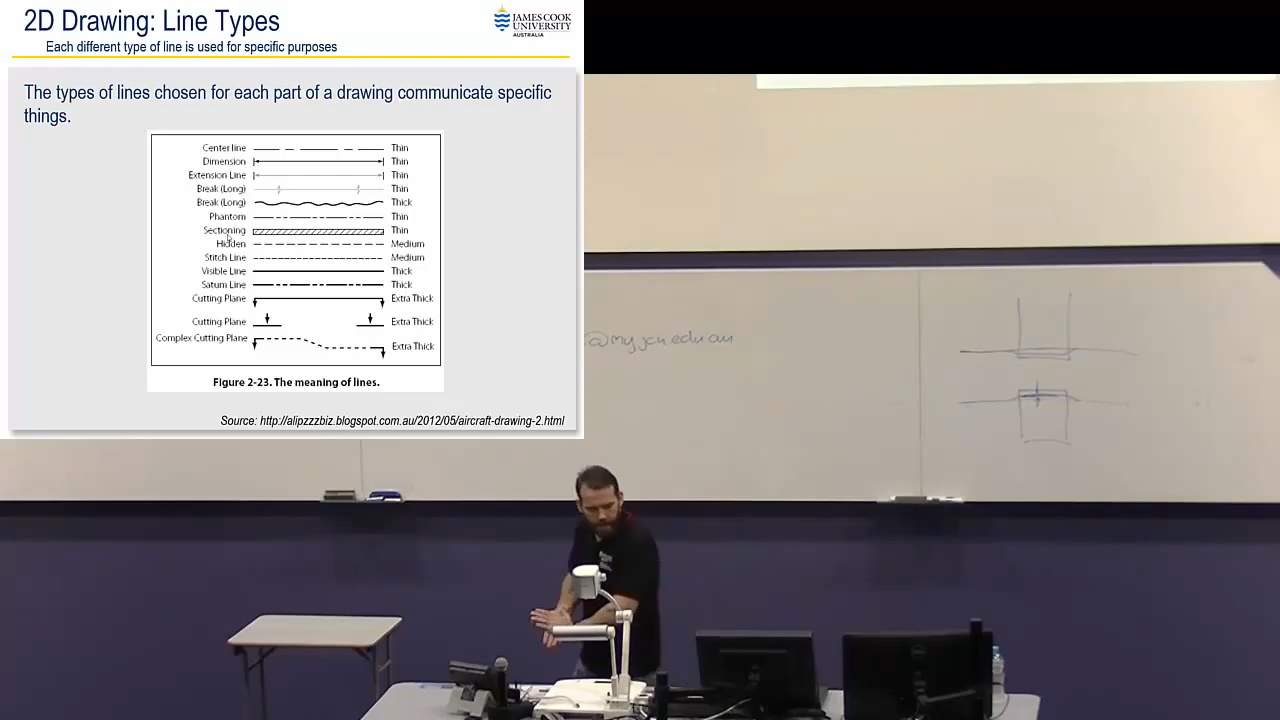 2D Drawing: Line Types
Each different type of line is used for specific purposes
JAMES COOK
UNIVERSITY
AUSTRALIA
The types of lines chosen for each part of a drawing communicate specific
things.
Center line Thin
Dimension Thin
Extension Line Thin
Break (Long) Thin
Break (Long) Thick
Phantom Thin
Sectioning Thin
Hidden Medium
Stitch Line Medium
Visible Line Thick
Satum Line Thick
Cutting Plane Extra Thick
Cutting Plane Extra Thick
Complex Cutting Plane Extra Thick
Figure 2-23. The meaning of lines.
Source: http://alipzzzbiz.blogspot.com.au/2012/05/aircraft-drawing-2.html
@my.jcu.edu.au